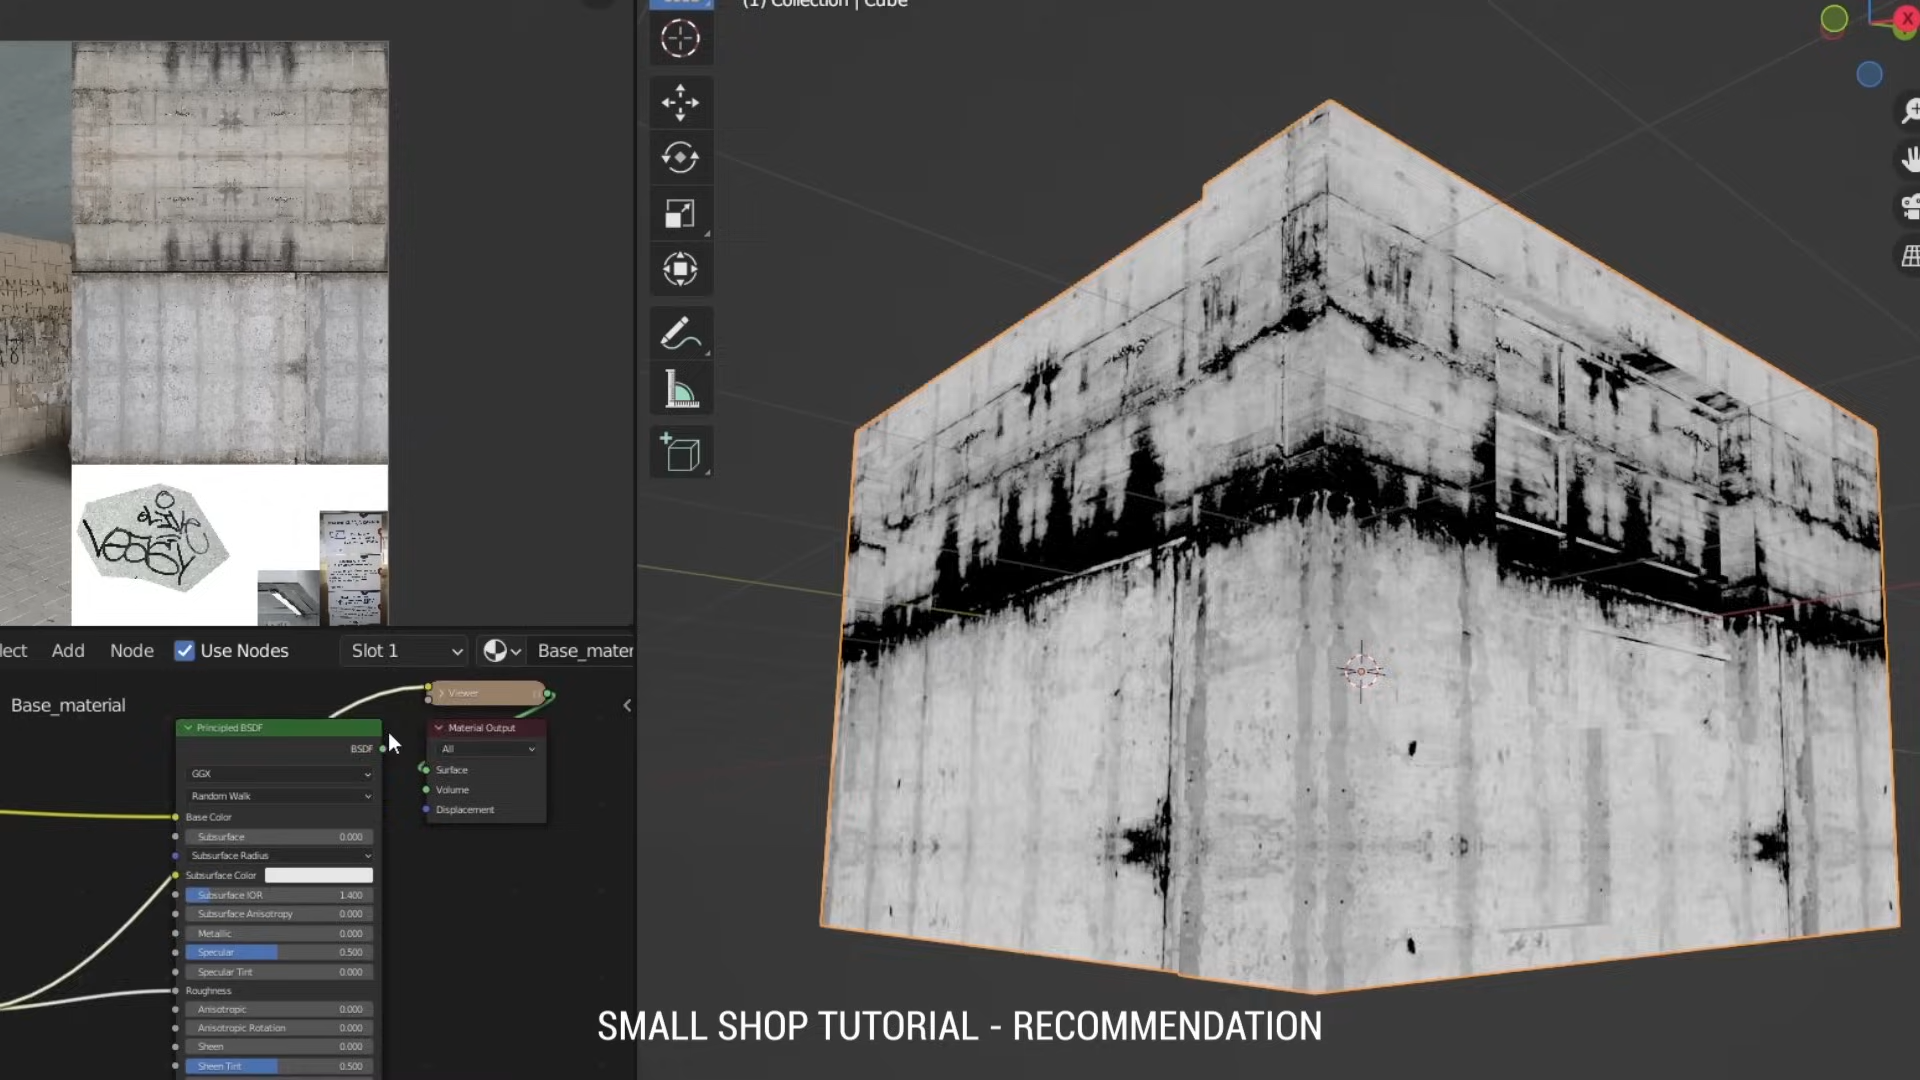 (1) Collection | Cube
OLIVE
VESEY
Add Node Use Nodes Slot 1 Base_mater
Base_material
Viewer
Principled BSDF
BSDF
GGX
Random Walk
Base Color
Subsurface 0.000
Subsurface Radius
Subsurface Color
Subsurface IOR 1.400
Subsurface Anisotropy 0.000
Metallic 0.000
Specular 0.500
Specular Tint 0.000
Roughness
Anisotropic 0.000
Anisotropic Rotation 0.000
Sheen 0.000
Sheen Tint 0.500
Material Output
All
Surface
Volume
Displacement
X
SMALL SHOP TUTORIAL - RECOMMENDATION